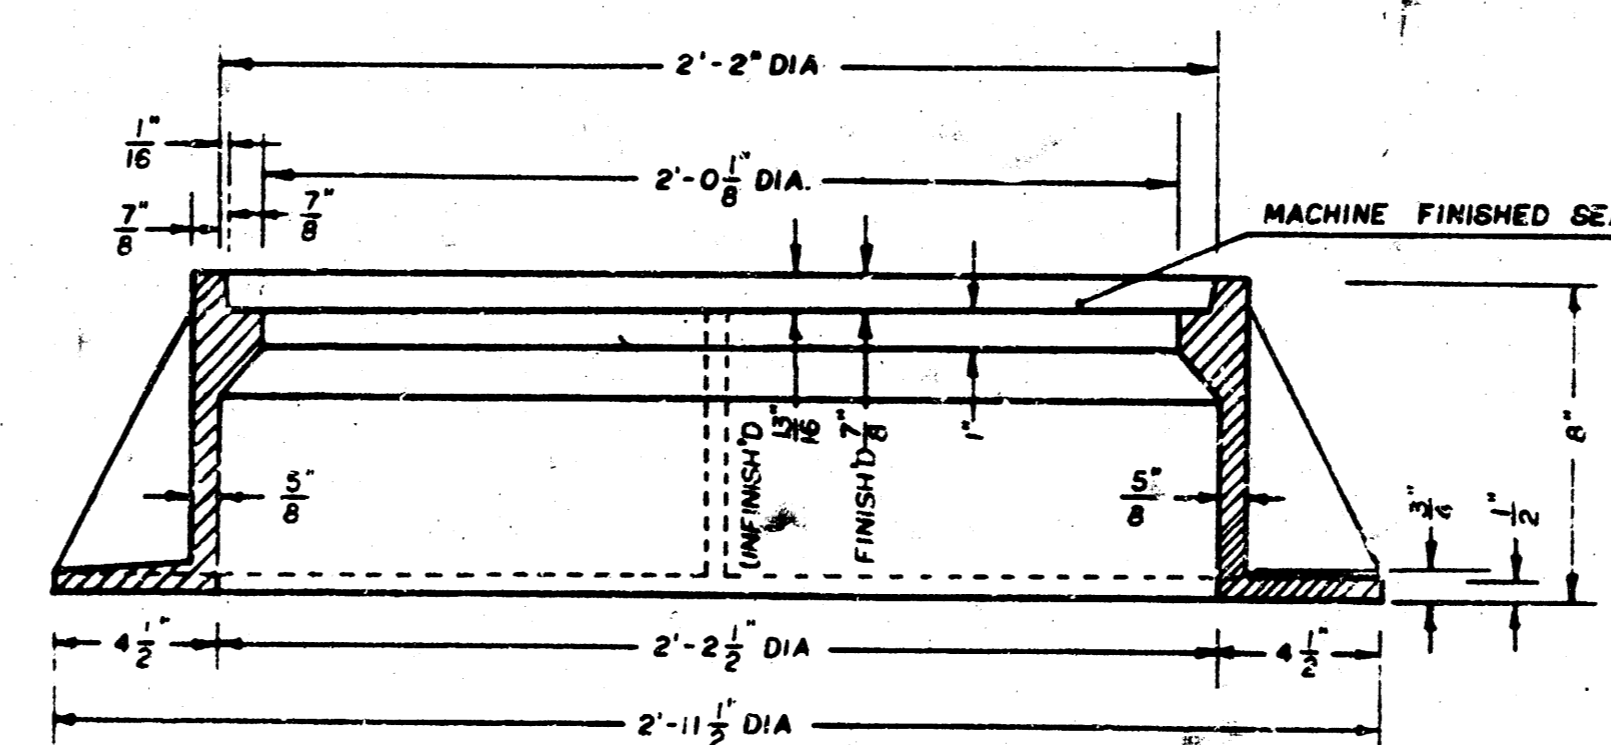 2'-2" DIA
1/16"
2'-0 1/8" DIA.
7/8"
7/8"
MACHINE FINISHED
UNFINISH'D 13/16"
FINISH'D 7/8"
1"
8"
5/8"
5/8"
3/4"
1/2"
4 1/2"
2'-2 1/2" DIA
4 1/2"
2'-11 1/2" DIA